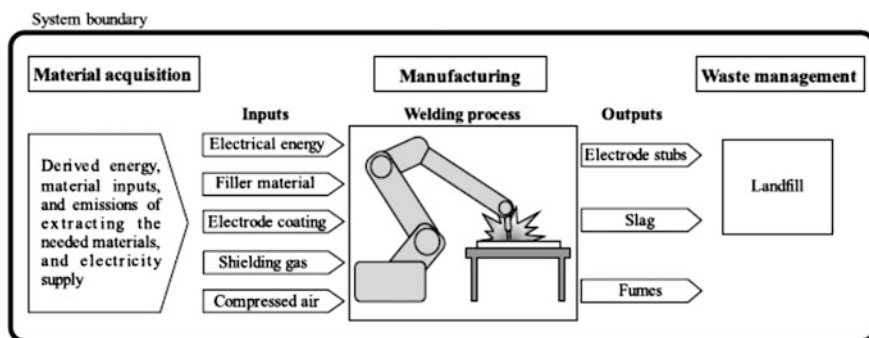 System boundary
Material acquisition
Manufacturing
Waste management
Inputs
Welding process
Outputs
Derived energy,
material inputs,
and emissions of
extracting the
needed materials,
and electricity
supply
Electrical energy
Filler material
Electrode coating
Shielding gas
Compressed air
Electrode stubs
Slag
Fumes
Landfill